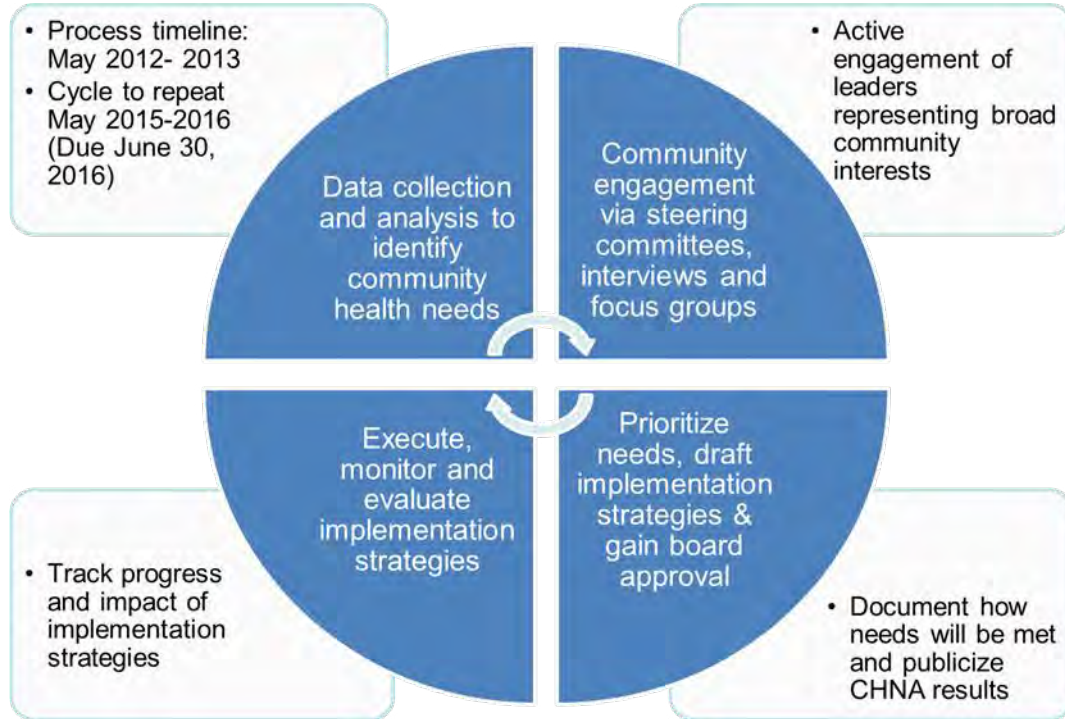 • Process timeline:
May 2012- 2013
• Cycle to repeat
May 2015-2016
(Due June 30,
2016)
Data collection
and analysis to
identify
community
health needs
Community
engagement
via steering
committees,
interviews and
focus groups
• Active
engagement of
leaders
representing broad
community
interests
• Track progress
and impact of
implementation
strategies
Execute,
monitor and
evaluate
implementation
strategies
Prioritize
needs, draft
implementation
strategies &
gain board
approval
• Document how
needs will be met
and publicize
CHNA results